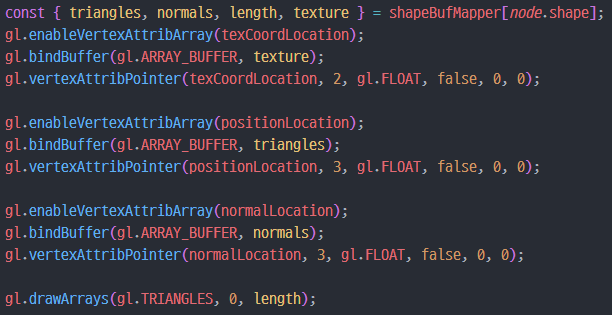 const { triangles, normals, length, texture } = shapeBufMapper[node.shape];
gl.enableVertexAttribArray(texCoordLocation);
gl.bindBuffer(gl.ARRAY_BUFFER, texture);
gl.vertexAttribPointer(texCoordLocation, 2, gl.FLOAT, false, 0, 0);

gl.enableVertexAttribArray(positionLocation);
gl.bindBuffer(gl.ARRAY_BUFFER, triangles);
gl.vertexAttribPointer(positionLocation, 3, gl.FLOAT, false, 0, 0);

gl.enableVertexAttribArray(normalLocation);
gl.bindBuffer(gl.ARRAY_BUFFER, normals);
gl.vertexAttribPointer(normalLocation, 3, gl.FLOAT, false, 0, 0);

gl.drawArrays(gl.TRIANGLES, 0, length);